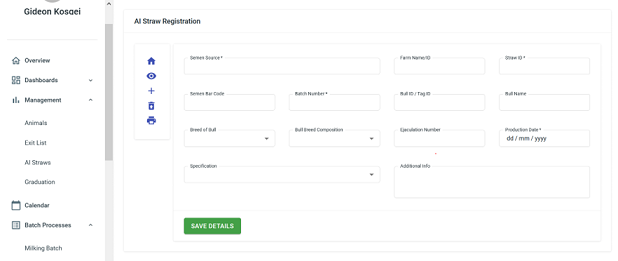 Gideon Kosgei
Overview
Dashboards
Management
Animals
Exit List
AI Straws
Graduation
Calendar
Batch Processes
Milking Batch
AI Straw Registration
Semen Source *
Farm Name/ID
Straw ID *
Semen Bar Code
Batch Number *
Bull ID / Tag ID
Bull Name
Breed of Bull
Bull Breed Composition
Ejaculation Number
Production Date *
dd / mm / yyyy
Specification
Additional Info
SAVE DETAILS